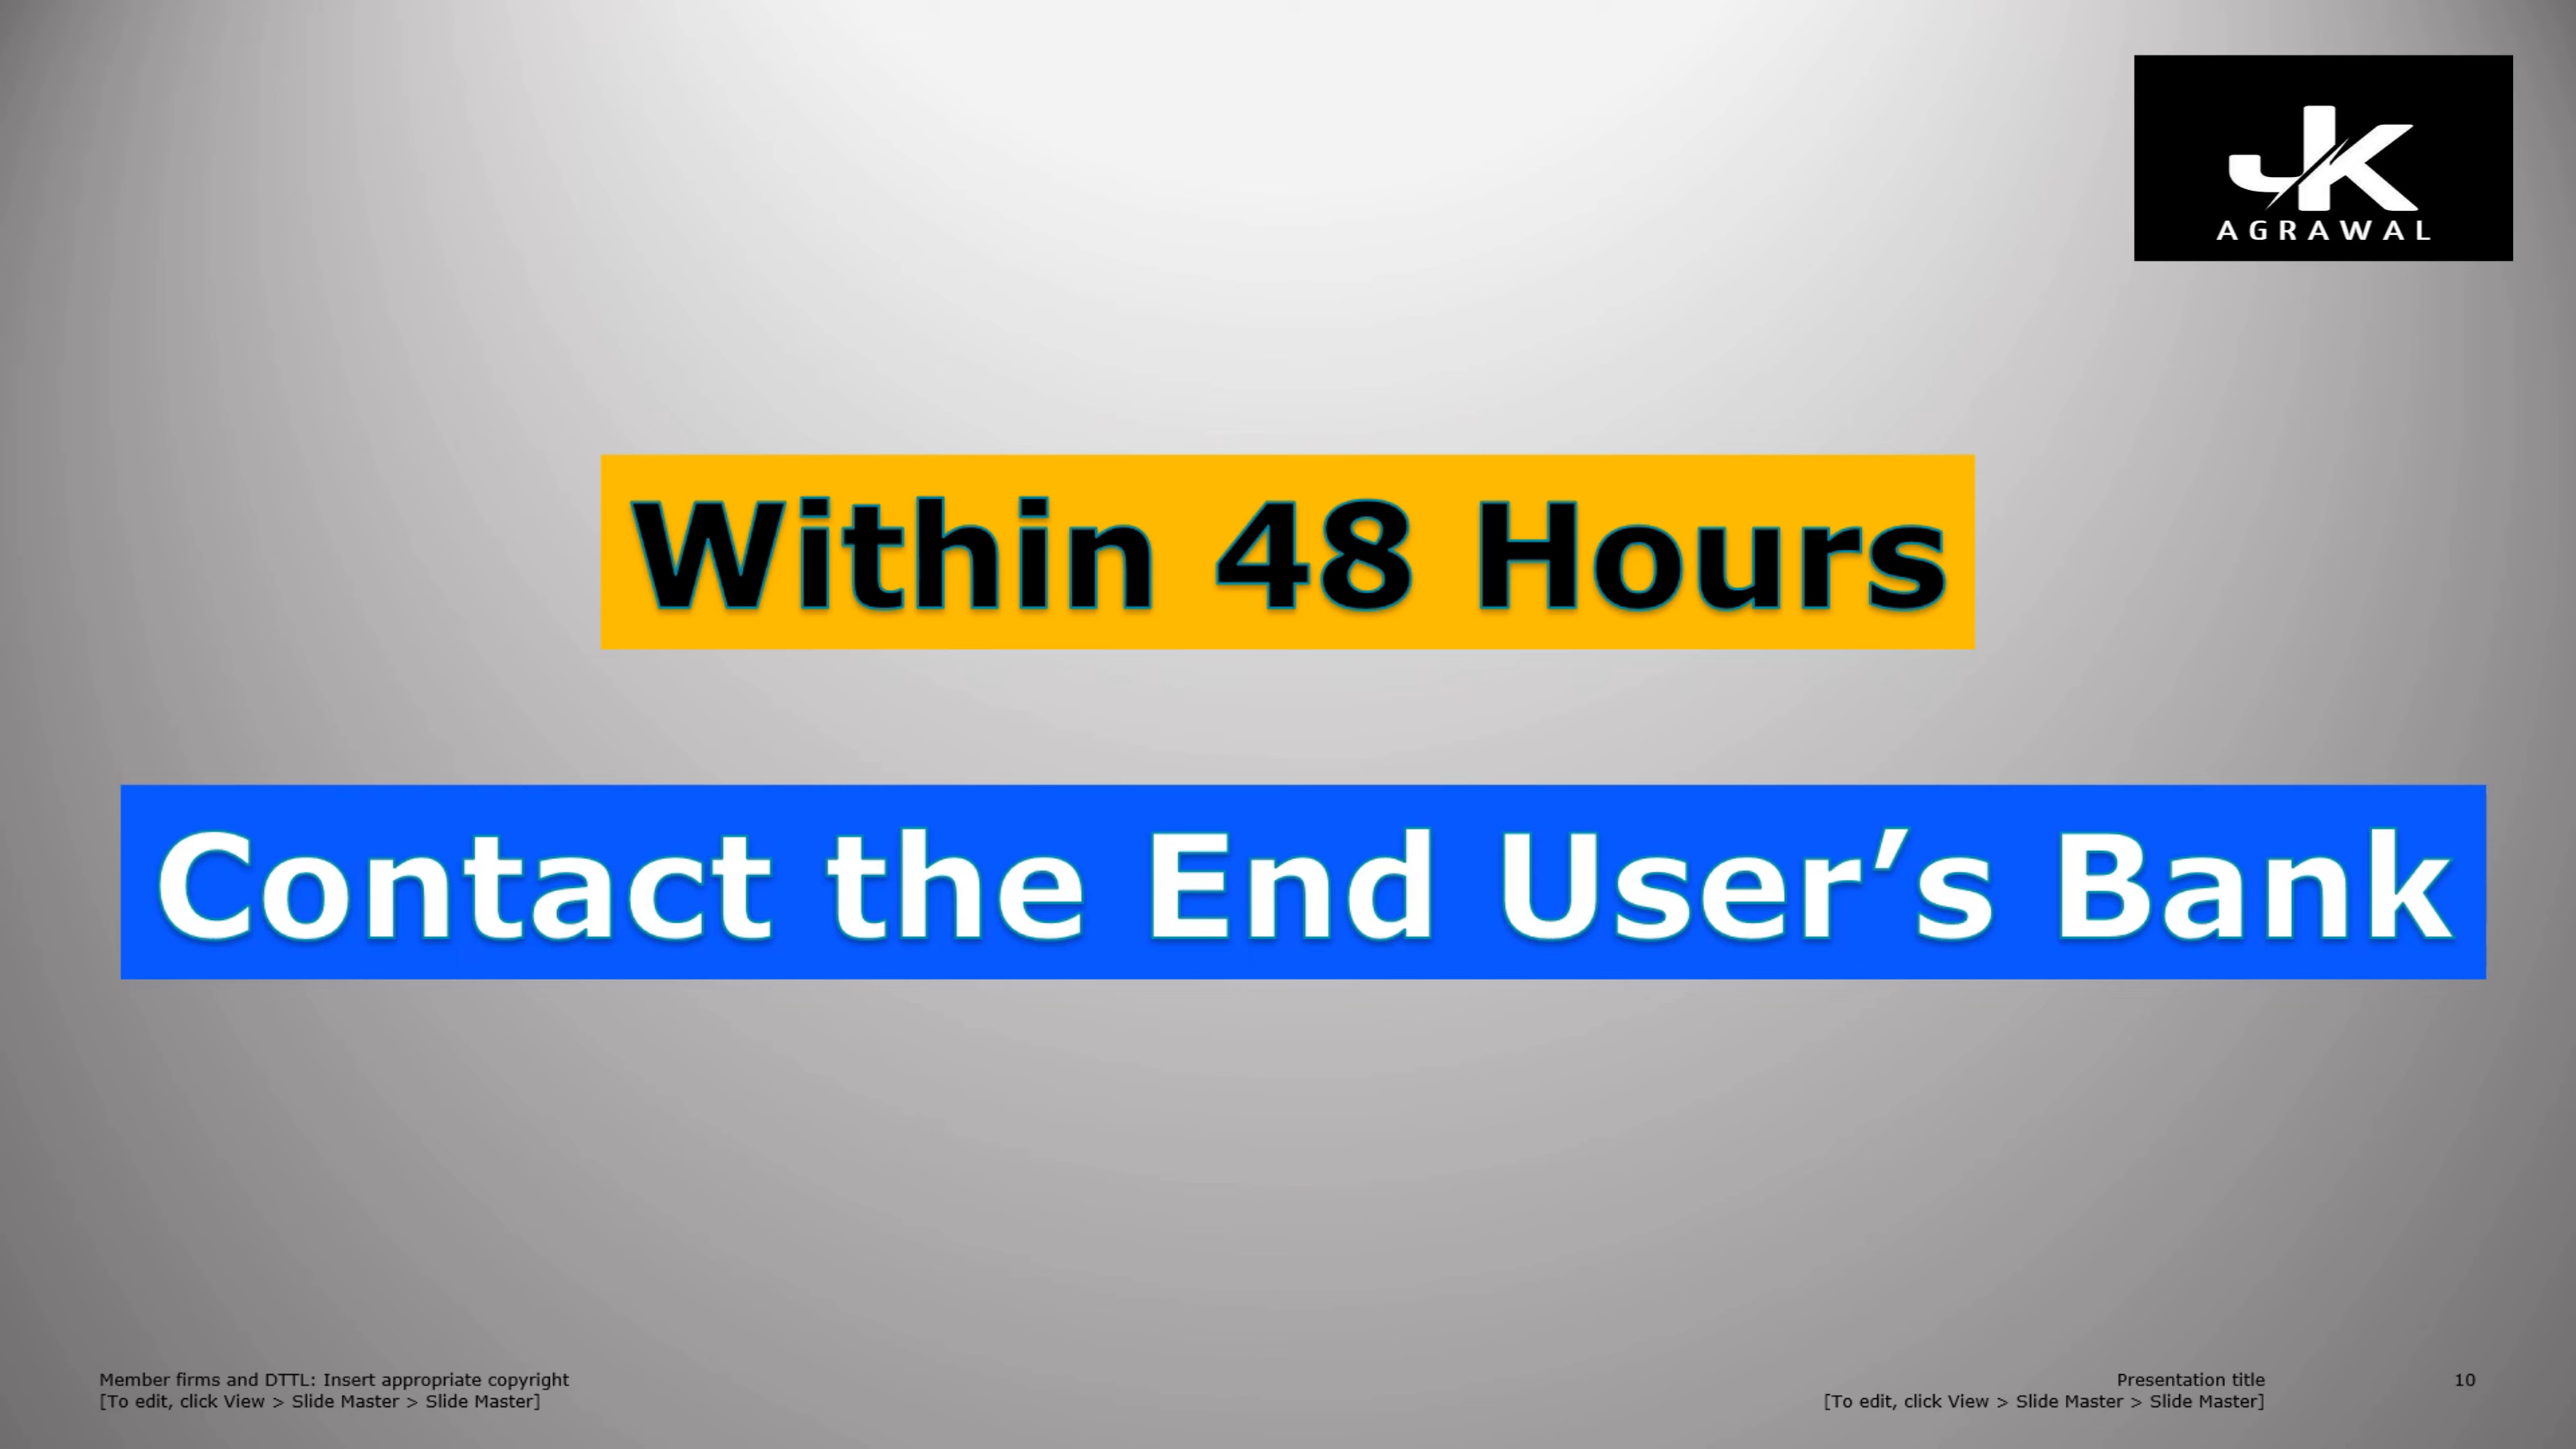 JK
AGRAWAL
Within 48 Hours
Contact the End User’s Bank
Member firms and DTTL: Insert appropriate copyright
[To edit, click View > Slide Master > Slide Master]
Presentation title
[To edit, click View > Slide Master > Slide Master]
10